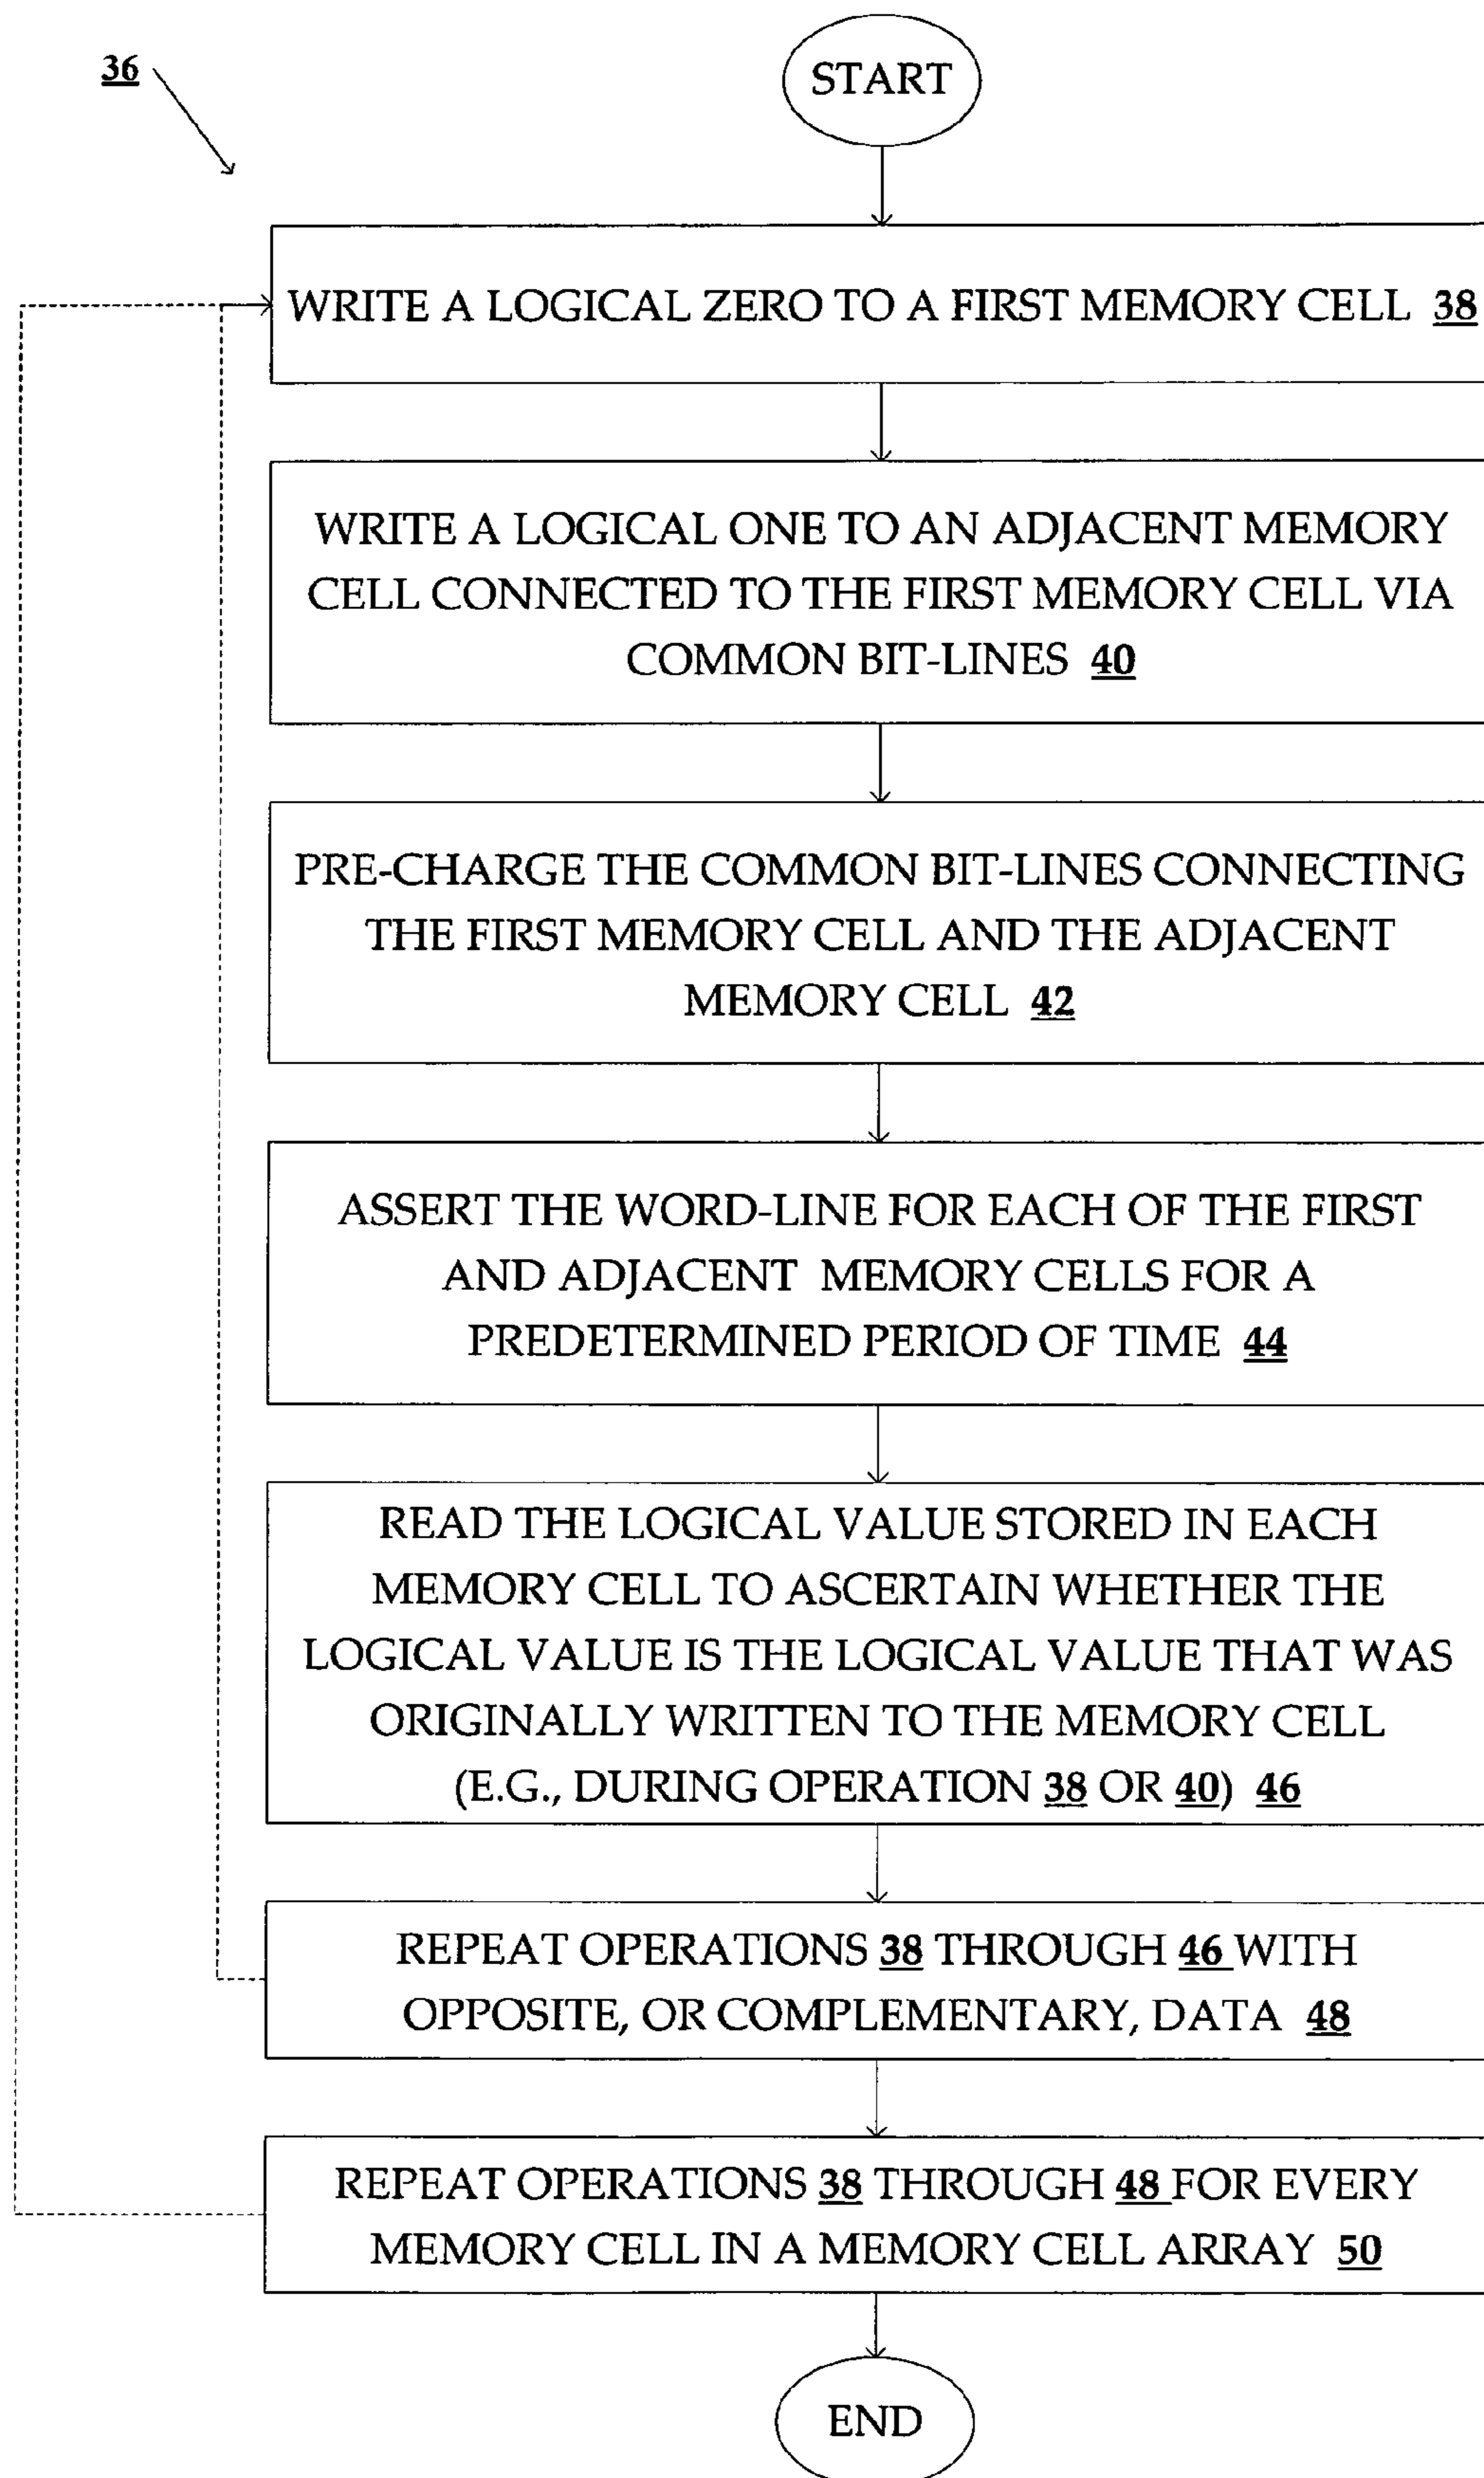 36
START
WRITE A LOGICAL ZERO TO A FIRST MEMORY CELL 38
WRITE A LOGICAL ONE TO AN ADJACENT MEMORY
CELL CONNECTED TO THE FIRST MEMORY CELL VIA
COMMON BIT-LINES 40
PRE-CHARGE THE COMMON BIT-LINES CONNECTING
THE FIRST MEMORY CELL AND THE ADJACENT
MEMORY CELL 42
ASSERT THE WORD-LINE FOR EACH OF THE FIRST
AND ADJACENT MEMORY CELLS FOR A
PREDETERMINED PERIOD OF TIME 44
READ THE LOGICAL VALUE STORED IN EACH
MEMORY CELL TO ASCERTAIN WHETHER THE
LOGICAL VALUE IS THE LOGICAL VALUE THAT WAS
ORIGINALLY WRITTEN TO THE MEMORY CELL
(E.G., DURING OPERATION 38 OR 40) 46
REPEAT OPERATIONS 38 THROUGH 46 WITH
OPPOSITE, OR COMPLEMENTARY, DATA 48
REPEAT OPERATIONS 38 THROUGH 48 FOR EVERY
MEMORY CELL IN A MEMORY CELL ARRAY 50
END